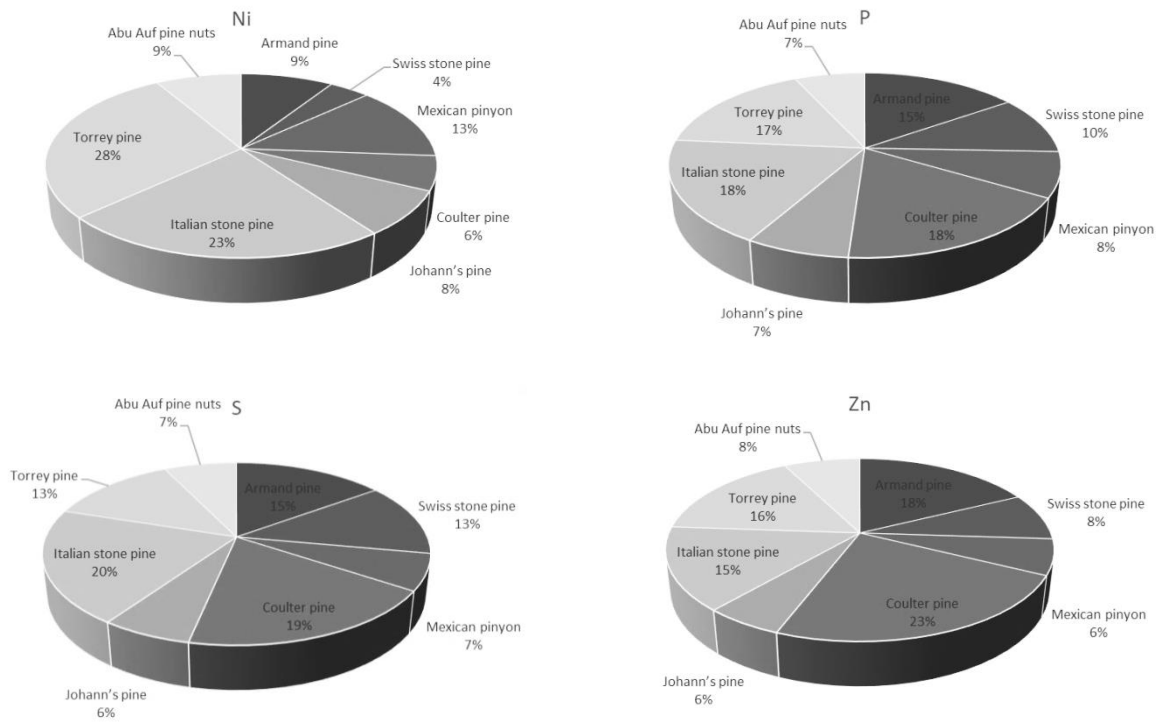 Ni
Abu Auf pine nuts
9%
Armand pine
9%
Swiss stone pine
4%
Mexican pinyon
13%
Torrey pine
28%
Coulter pine
6%
Italian stone pine
23%
Johann's pine
8%
P
Abu Auf pine nuts
7%
Armand pine
15%
Swiss stone pine
10%
Torrey pine
17%
Italian stone pine
18%
Coulter pine
18%
Mexican pinyon
8%
Johann's pine
7%
S
Abu Auf pine nuts
7%
Torrey pine
13%
Armand pine
15%
Swiss stone pine
13%
Italian stone pine
20%
Coulter pine
19%
Mexican pinyon
7%
Johann's pine
6%
Zn
Abu Auf pine nuts
8%
Armand pine
18%
Torrey pine
16%
Swiss stone pine
8%
Italian stone pine
15%
Coulter pine
23%
Mexican pinyon
6%
Johann's pine
6%